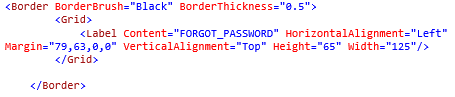 <Border BorderBrush="Black" BorderThickness="0.5">
<Grid>
<Label Content="FORGOT_PASSWORD" HorizontalAlignment="Left"
Margin="79,63,0,0" VerticalAlignment="Top" Height="65" Width="125"/>
</Grid>
</Border>